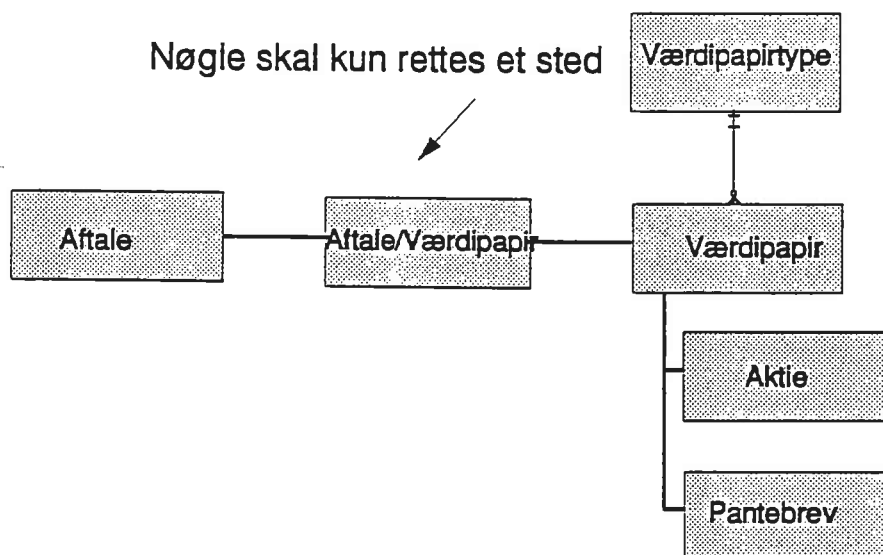 Nøgle skal kun rettes et sted
Værdipapirtype
Aftale
Aftale/Værdipapir
Værdipapir
Aktie
Pantebrev